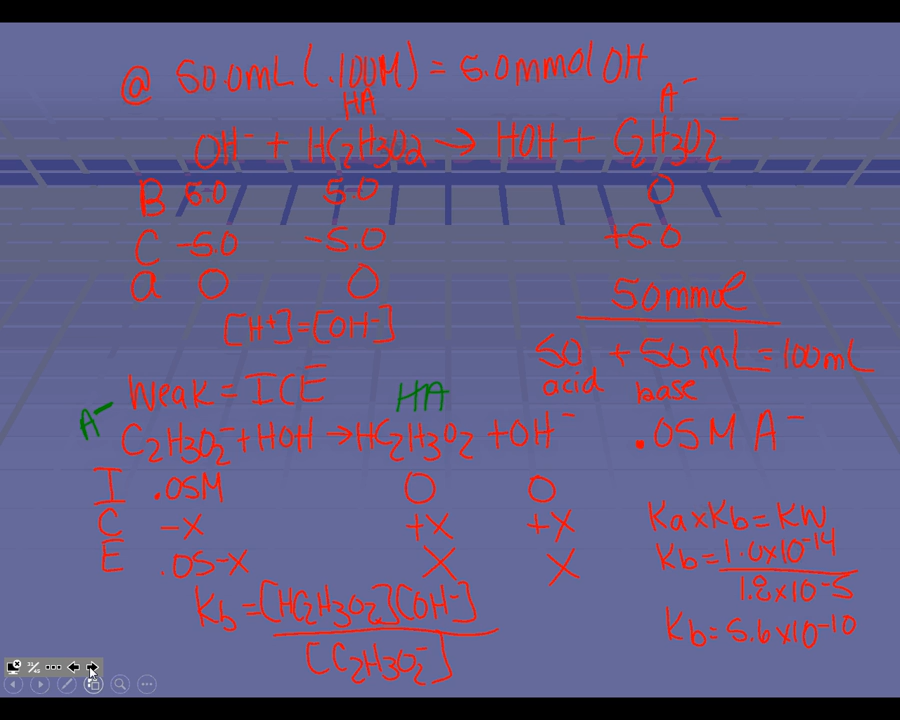 @ 50.0mL (.100M) = 5.0mmol OH
HA A⁻
OH⁻ + HC₂H₃O₂ → HOH + C₂H₃O₂⁻
B 5.0 5.0 0
C -5.0 -5.0 +5.0
a 0 0
[H⁺]=[OH⁻]
5.0mmol
50 + 50mL = 100mL
acid base
.05M A⁻
Weak = ICE
A⁻ HA
C₂H₃O₂⁻ + HOH → HC₂H₃O₂ + OH⁻
I .05M 0 0
C -X +X +X
E .05-X X X
Kb = [HC₂H₃O₂][OH⁻]
[C₂H₃O₂⁻]
Ka x Kb = KW
Kb = 1.0x10⁻¹⁴
1.8x10⁻⁵
Kb = 5.6x10⁻¹⁰